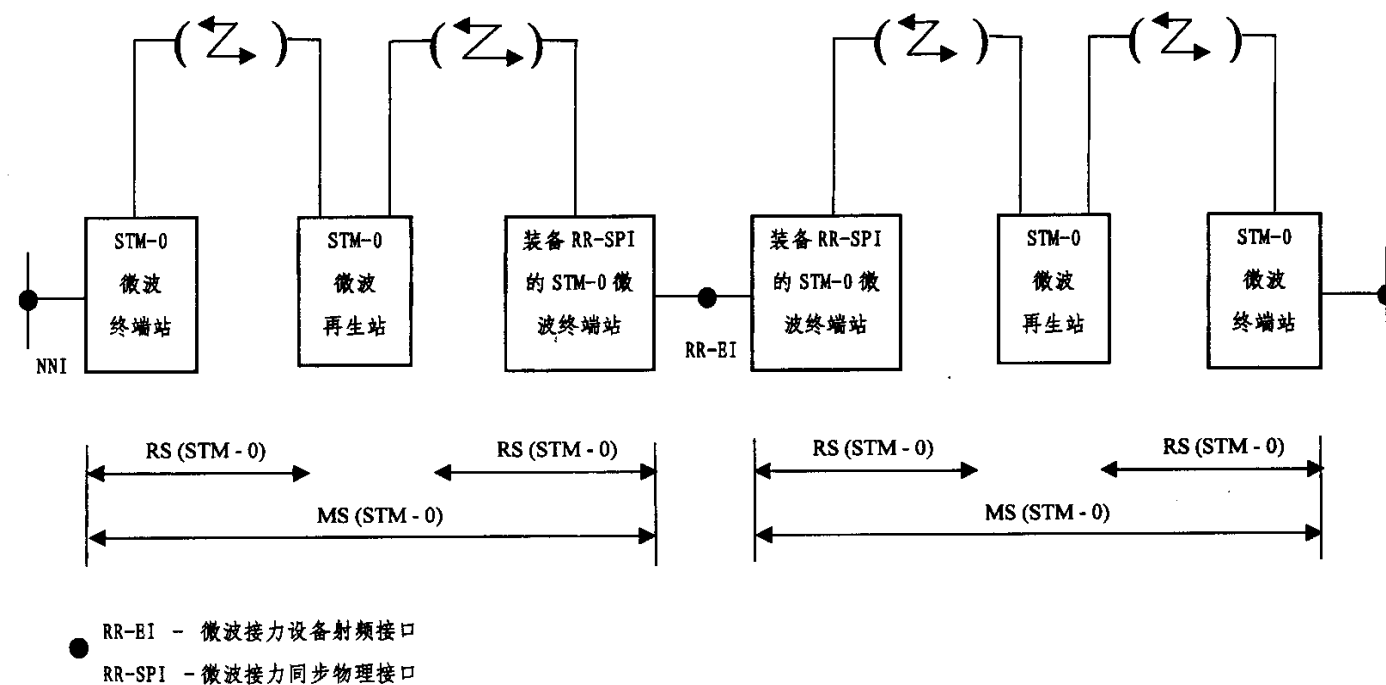 STM-0
微波
终端站
STM-0
微波
再生站
装备 RR-SPI
的 STM-0 微
波终端站
装备 RR-SPI
的 STM-0 微
波终端站
STM-0
微波
再生站
STM-0
微波
终端站
NNI
RR-EI
RS (STM - 0)
RS (STM - 0)
RS (STM - 0)
RS (STM - 0)
MS (STM - 0)
MS (STM - 0)
RR-EI - 微波接力设备射频接口
RR-SPI - 微波接力同步物理接口